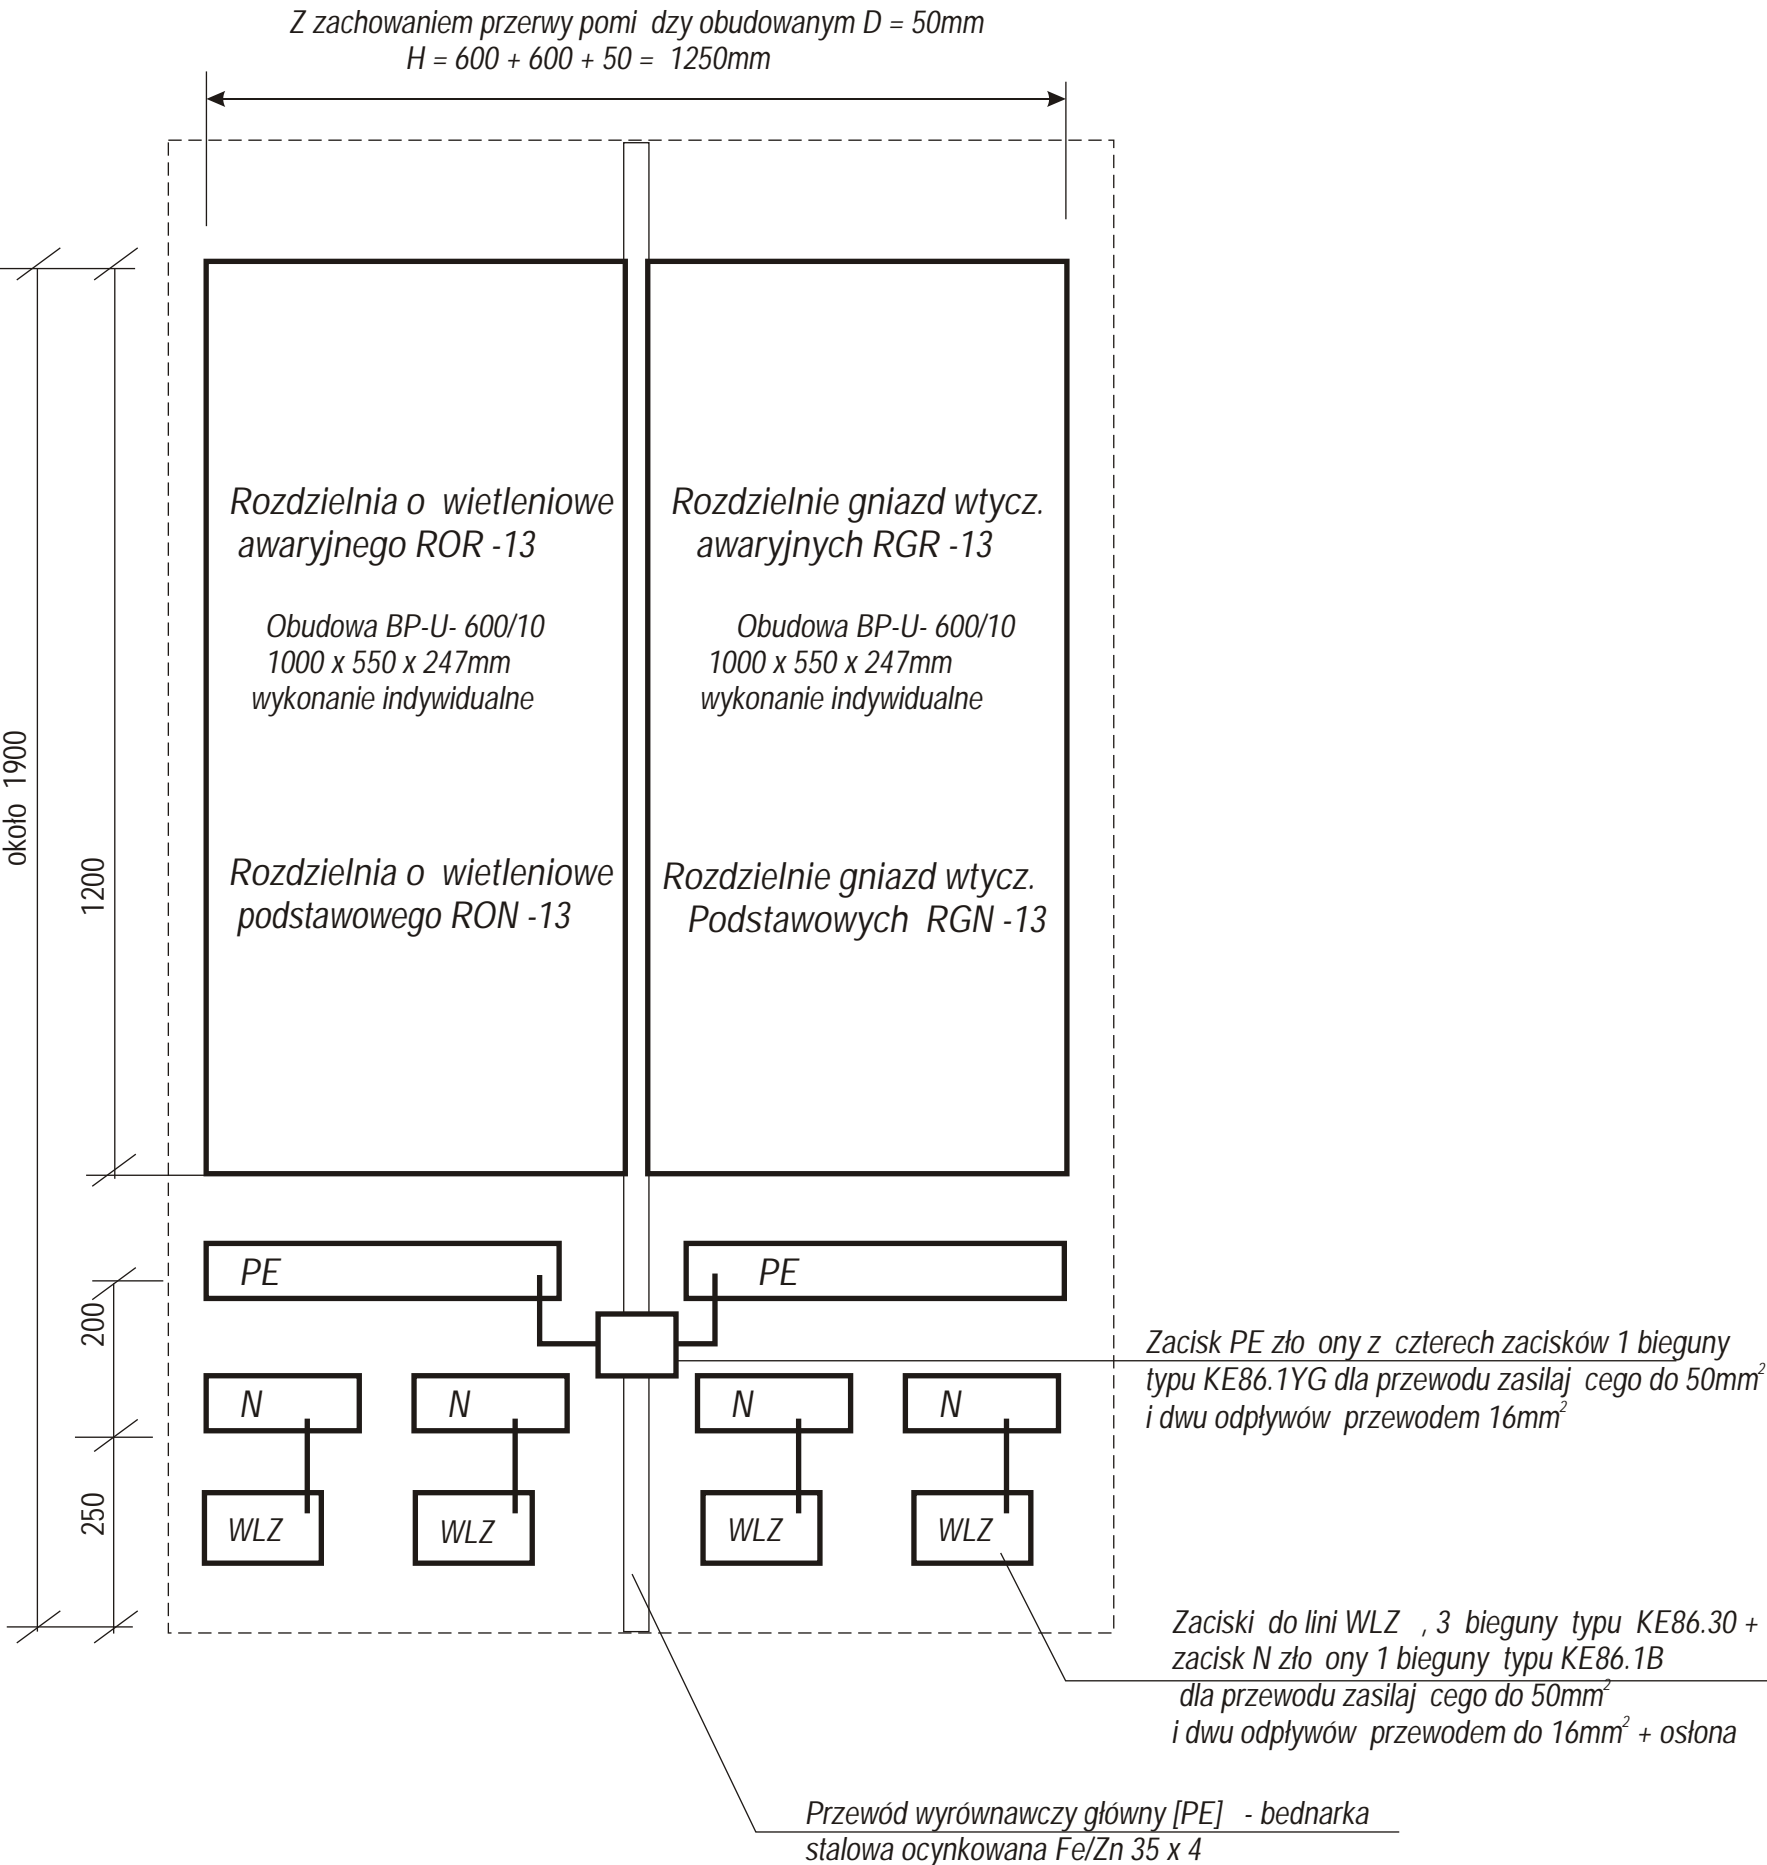 Z zachowaniem przerwy pomi dzy obudowanym D = 50mm
H = 600 + 600 + 50 = 1250mm
Rozdzielnia o wietleniowe
awaryjnego ROR -13
Obudowa BP-U- 600/10
1000 x 550 x 247mm
wykonanie indywidualne
Rozdzielnia o wietleniowe
podstawowego RON -13
Rozdzielnie gniazd wtycz.
awaryjnych RGR -13
Obudowa BP-U- 600/10
1000 x 550 x 247mm
wykonanie indywidualne
Rozdzielnie gniazd wtycz.
Podstawowych RGN -13
około 1900
1200
200
250
PE
PE
N
N
N
N
WLZ
WLZ
WLZ
WLZ
Zacisk PE zło ony z czterech zacisków 1 bieguny
typu KE86.1YG dla przewodu zasilaj cego do 50mm²
i dwu odpływów przewodem 16mm²
Zaciski do lini WLZ , 3 bieguny typu KE86.30 +
zacisk N zło ony 1 bieguny typu KE86.1B
dla przewodu zasilaj cego do 50mm²
i dwu odpływów przewodem do 16mm² + osłona
Przewód wyrównawczy główny [PE] - bednarka
stalowa ocynkowana Fe/Zn 35 x 4